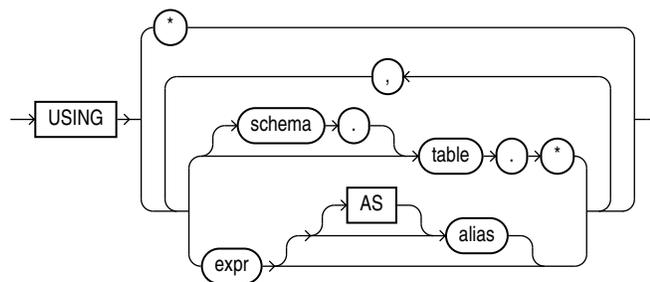 *
,
USING
schema .
table . *
AS
alias
expr